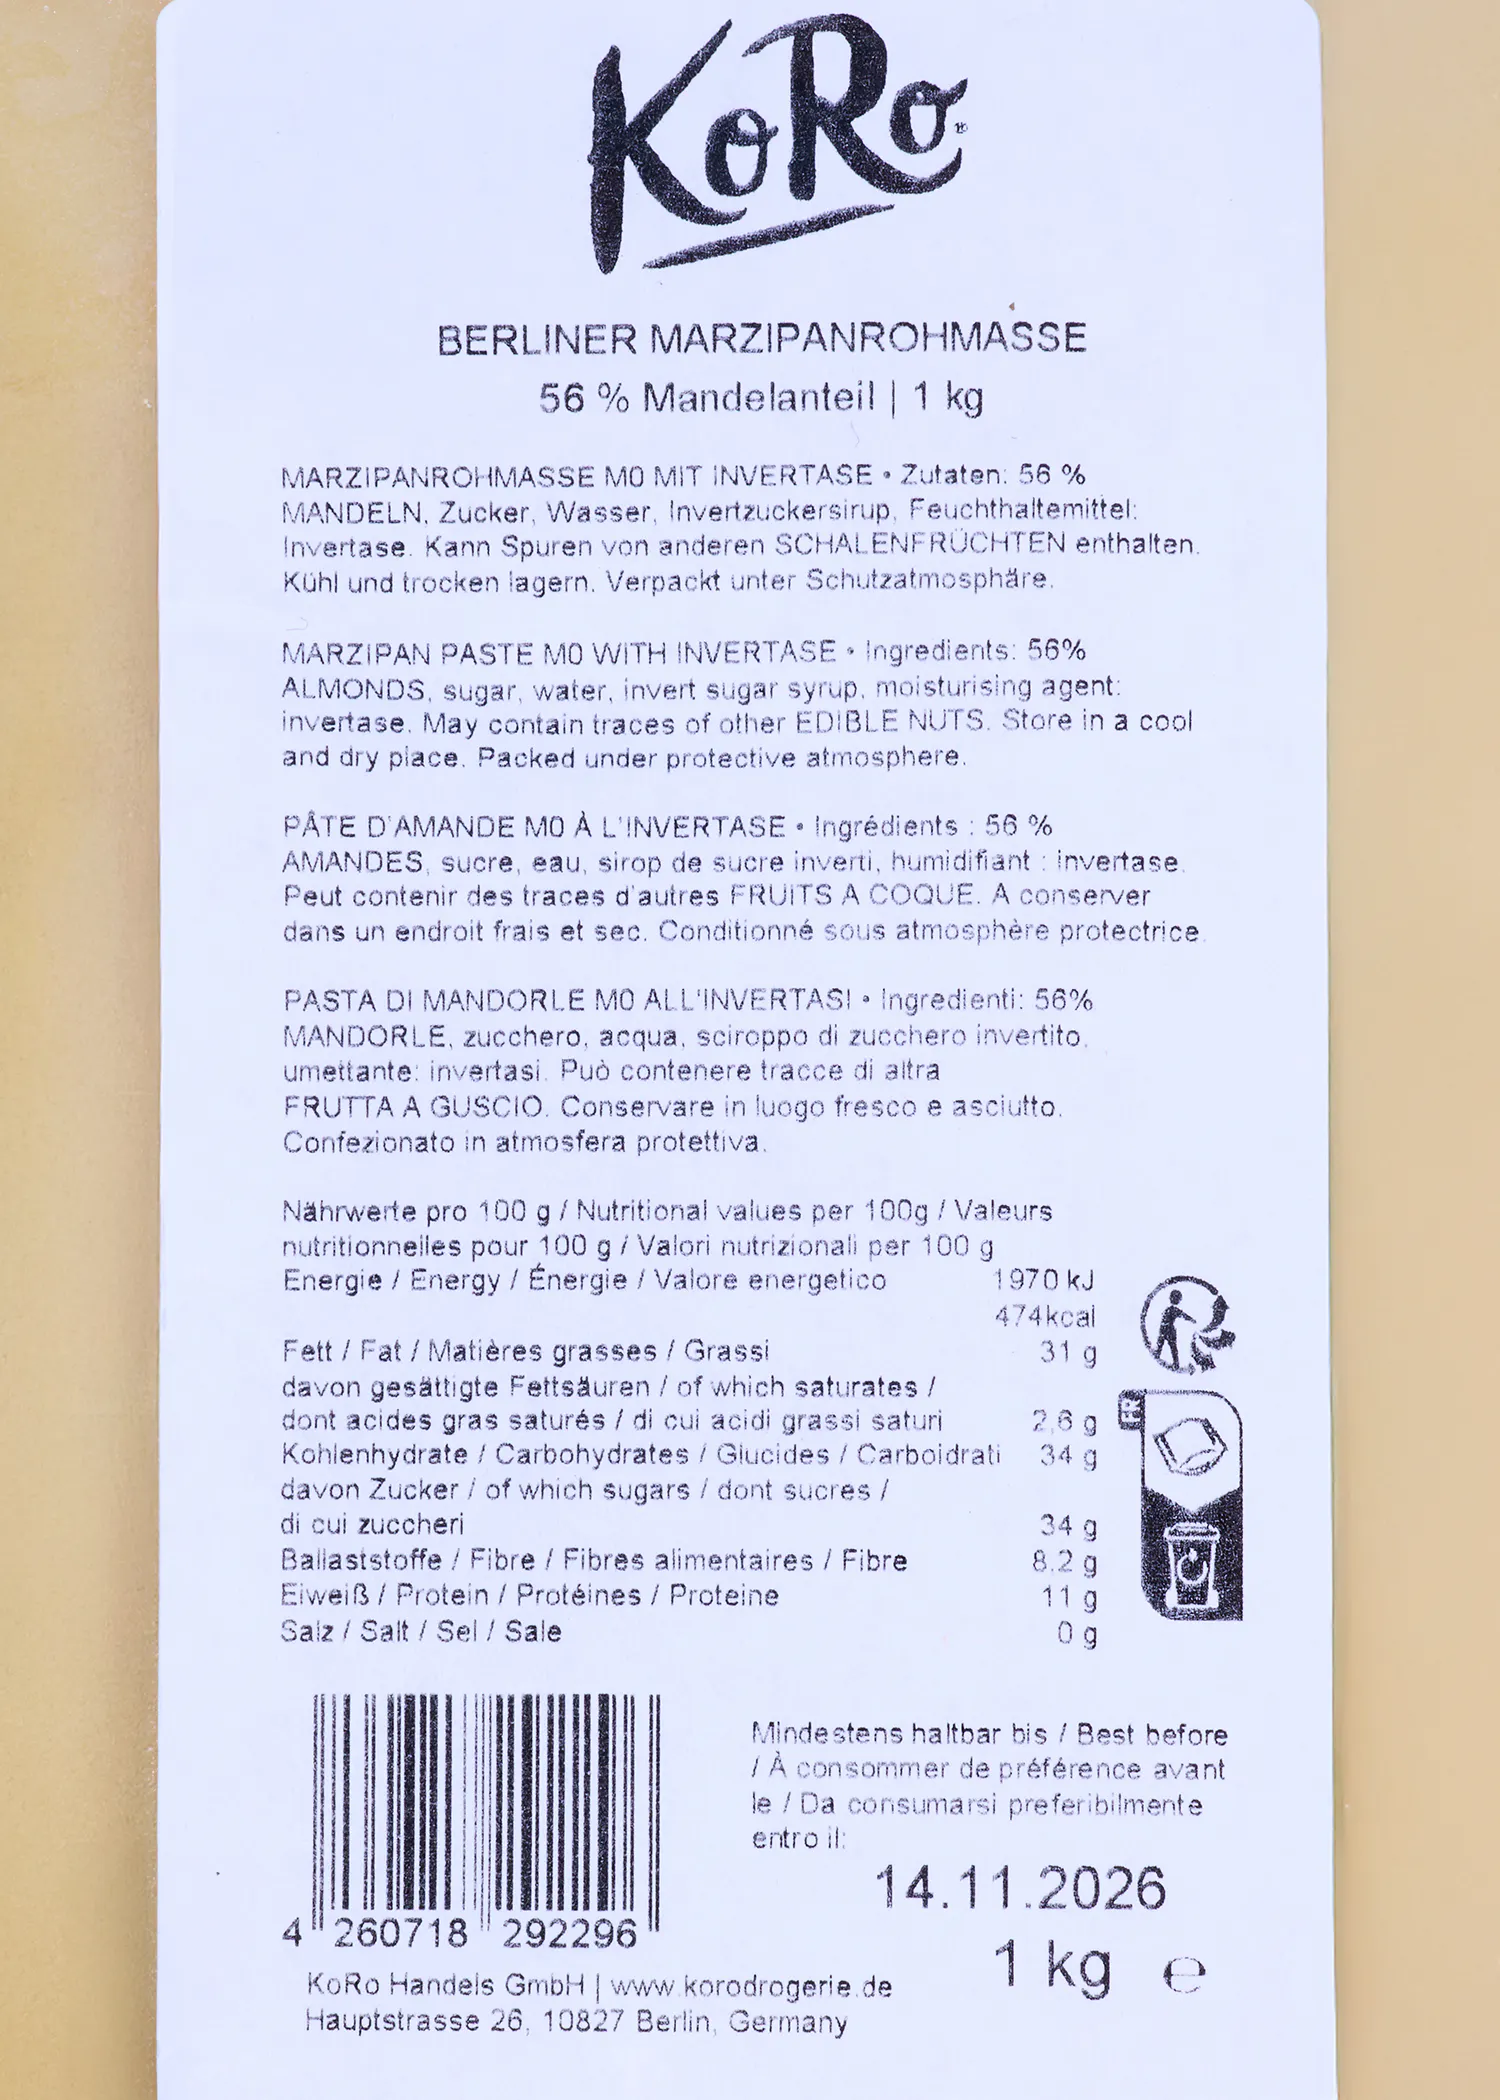 KoRo
BERLINER MARZIPANROHMASSE
56 % Mandelanteil | 1 kg
MARZIPANROHMASSE M0 MIT INVERTASE • Zutaten: 56 %
MANDELN, Zucker, Wasser, Invertzuckersirup, Feuchthaltemittel:
Invertase. Kann Spuren von anderen SCHALENFRÜCHTEN enthalten.
Kühl und trocken lagern. Verpackt unter Schutzatmosphäre.
MARZIPAN PASTE M0 WITH INVERTASE • Ingredients: 56%
ALMONDS, sugar, water, invert sugar syrup, moisturising agent:
invertase. May contain traces of other EDIBLE NUTS. Store in a cool
and dry place. Packed under protective atmosphere.
PÂTE D'AMANDE M0 À L'INVERTASE • Ingrédients : 56 %
AMANDES, sucre, eau, sirop de sucre inverti, humidifiant : invertase.
Peut contenir des traces d'autres FRUITS A COQUE. A conserver
dans un endroit frais et sec. Conditionné sous atmosphère protectrice.
PASTA DI MANDORLE M0 ALL'INVERTASI • Ingredienti: 56%
MANDORLE, zucchero, acqua, sciroppo di zucchero invertito,
umettante: invertasi. Può contenere tracce di altra
FRUTTA A GUSCIO. Conservare in luogo fresco e asciutto.
Confezionato in atmosfera protettiva.
Nährwerte pro 100 g / Nutritional values per 100g / Valeurs
nutritionnelles pour 100 g / Valori nutrizionali per 100 g
Energie / Energy / Énergie / Valore energetico 1970 kJ
474kcal
Fett / Fat / Matières grasses / Grassi 31 g
davon gesättigte Fettsäuren / of which saturates /
dont acides gras saturés / di cui acidi grassi saturi 2,6 g
Kohlenhydrate / Carbohydrates / Glucides / Carboidrati 34 g
davon Zucker / of which sugars / dont sucres /
di cui zuccheri 34 g
Ballaststoffe / Fibre / Fibres alimentaires / Fibre 8.2 g
Eiweiß / Protein / Protéines / Proteine 11 g
Salz / Salt / Sel / Sale 0 g
FR
Mindestens haltbar bis / Best before
/ À consommer de préférence avant
le / Da consumarsi preferibilmente
entro il:
14.11.2026
1 kg ℮
4 260718 292296
KoRo Handels GmbH | www.korodrogerie.de
Hauptstrasse 26, 10827 Berlin, Germany